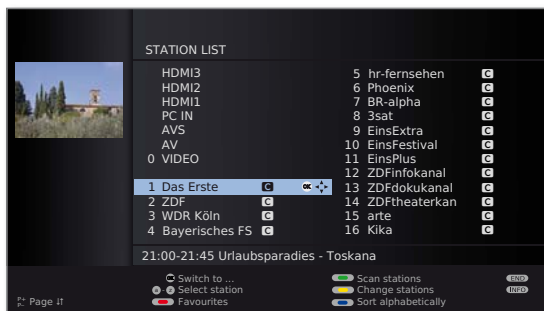 STATION LIST
HDMI3
HDMI2
HDMI1
PC IN
AVS
AV
0 VIDEO
1 Das Erste C OK
2 ZDF C
3 WDR Köln C
4 Bayerisches FS C
5 hr-fernsehen C
6 Phoenix C
7 BR-alpha C
8 3sat C
9 EinsExtra C
10 EinsFestival C
11 EinsPlus C
12 ZDFinfokanal C
13 ZDFdokukanal C
14 ZDFtheaterkan C
15 arte C
16 Kika C
21:00-21:45 Urlaubsparadies - Toskana
OK Switch to ...
Select station
Favourites
Scan stations
Change stations
Sort alphabetically
END
INFO
P+
P-
Page